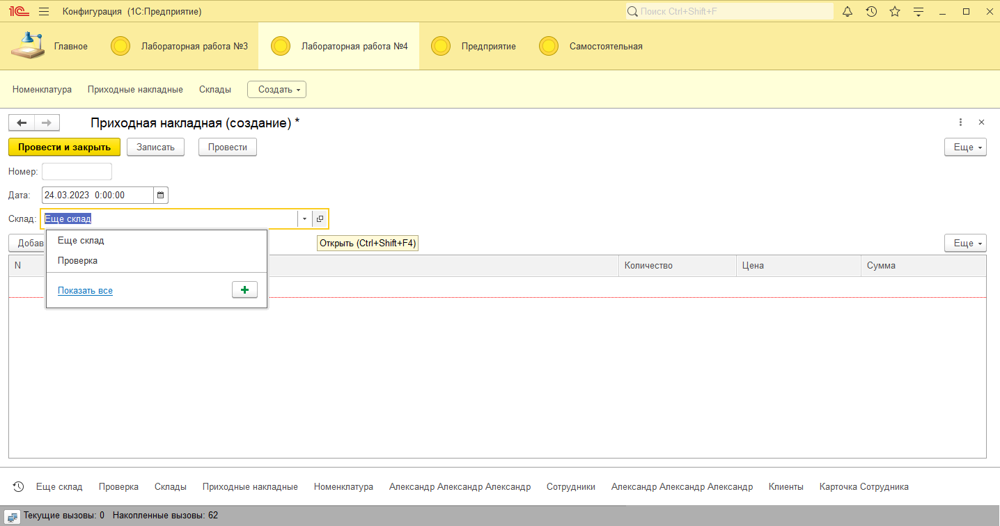 1С Конфигурация (1С:Предприятие) Поиск Ctrl+Shift+F
Главное Лабораторная работа №3 Лабораторная работа №4 Предприятие Самостоятельная
Номенклатура Приходные накладные Склады Создать
Приходная накладная (создание) *
Провести и закрыть Записать Провести Еще
Номер:
Дата: 24.03.2023 0:00:00
Склад: Еще склад
Еще склад
Проверка
Показать все
Добав Открыть (Ctrl+Shift+F4) Еще
N Количество Цена Сумма
Еще склад Проверка Склады Приходные накладные Номенклатура Александр Александр Александр Сотрудники Александр Александр Александр Клиенты Карточка Сотрудника
Текущие вызовы: 0 Накопленные вызовы: 62